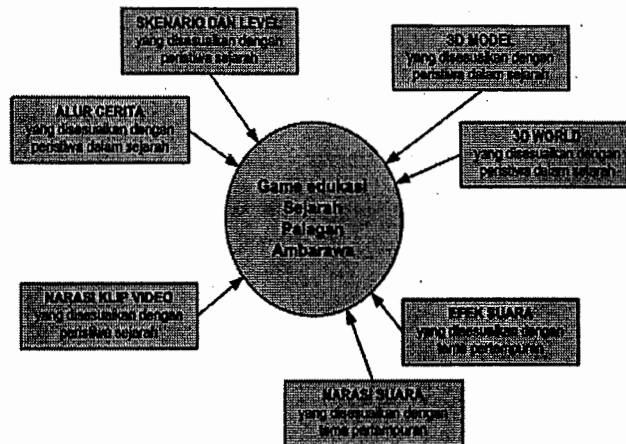 SKENARIO DAN LEVEL
yang disesuaikan dengan
peristiwa sejarah
3D MODEL
yang disesuaikan dengan
peristiwa dalam sejarah
ALUR CERITA
yang disesuaikan dengan
peristiwa dalam sejarah
3D WORLD
yang disesuaikan dengan
peristiwa dalam sejarah
Game edukasi
Sejarah
Palagan
Ambarawa
NARASI KLIP VIDEO
yang disesuaikan dengan
peristiwa sejarah
EFEK SUARA
yang disesuaikan dengan
tema pertempuran
NARASI SUARA
yang disesuaikan dengan
tema pertempuran